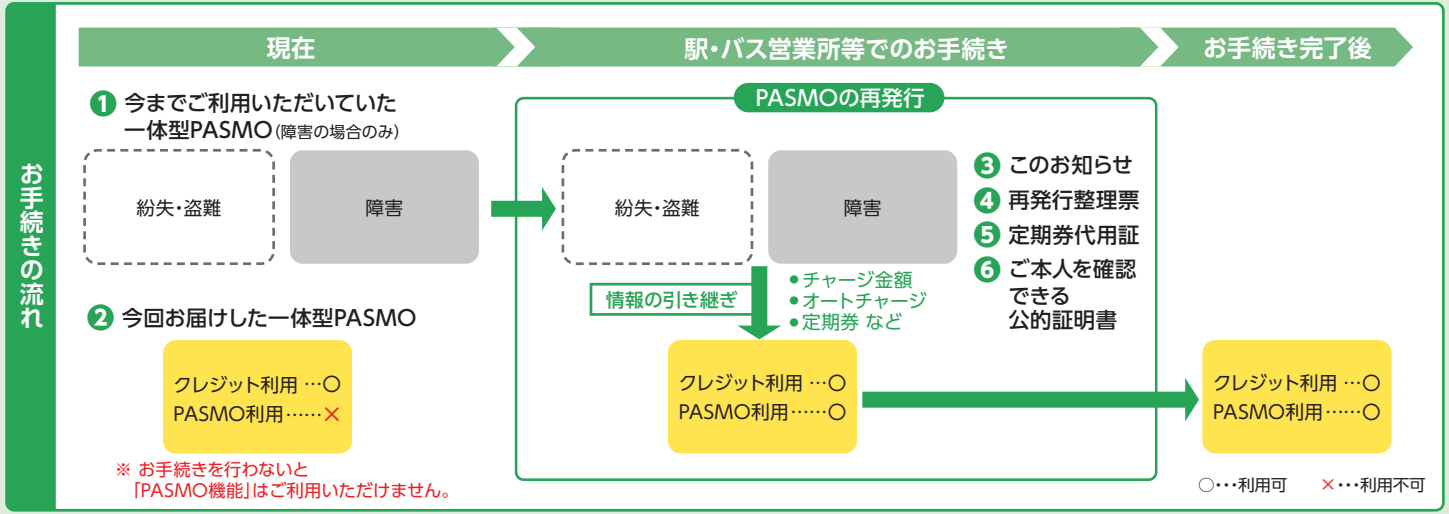 お手続きの流れ
現在
駅・バス営業所等でのお手続き
お手続き完了後
❶ 今までご利用いただいていた
一体型PASMO(障害の場合のみ)
紛失・盗難
障害
❷ 今回お届けした一体型PASMO
クレジット利用 …〇
PASMO利用……×
※ お手続きを行わないと
「PASMO機能」はご利用いただけません。
PASMOの再発行
紛失・盗難
障害
情報の引き継ぎ
●チャージ金額
●オートチャージ
●定期券 など
クレジット利用 …〇
PASMO利用……〇
❸ このお知らせ
❹ 再発行整理票
❺ 定期券代用証
❻ ご本人を確認
できる
公的証明書
クレジット利用 …〇
PASMO利用……〇
〇・・・利用可 ×・・・利用不可